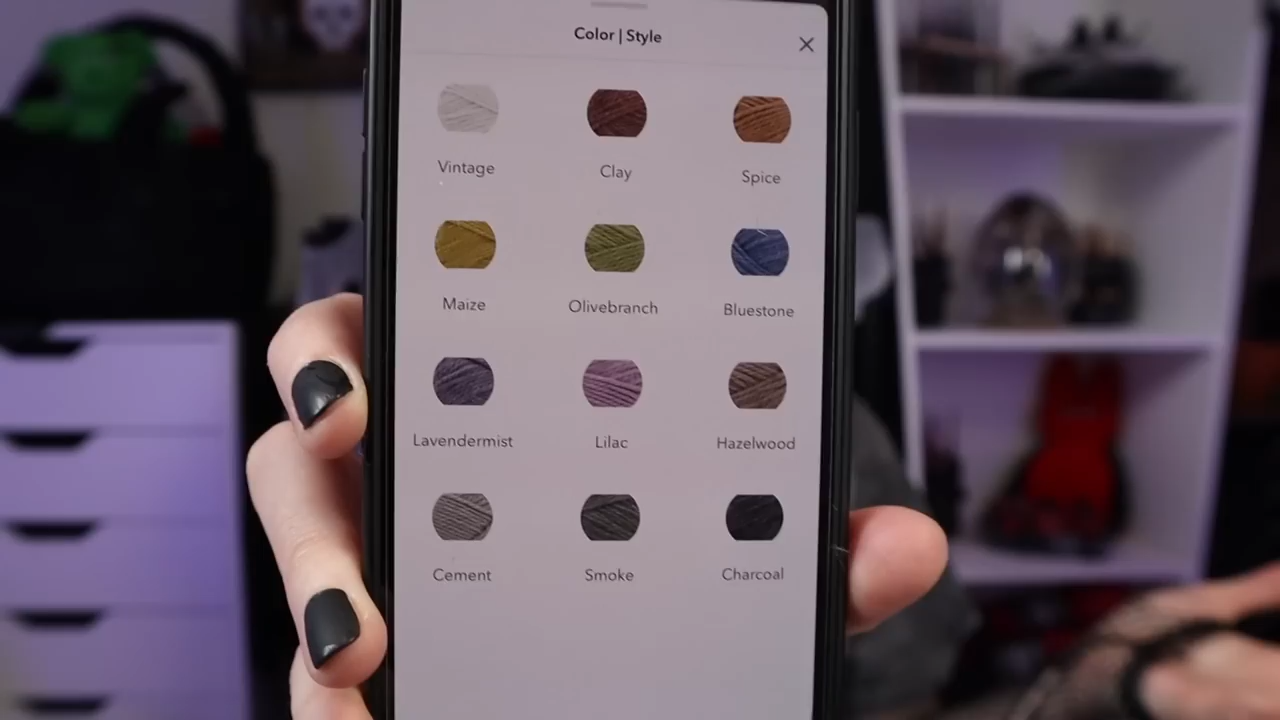 Color | Style
Vintage
Clay
Spice
Maize
Olivebranch
Bluestone
Lavendermist
Lilac
Hazelwood
Cement
Smoke
Charcoal